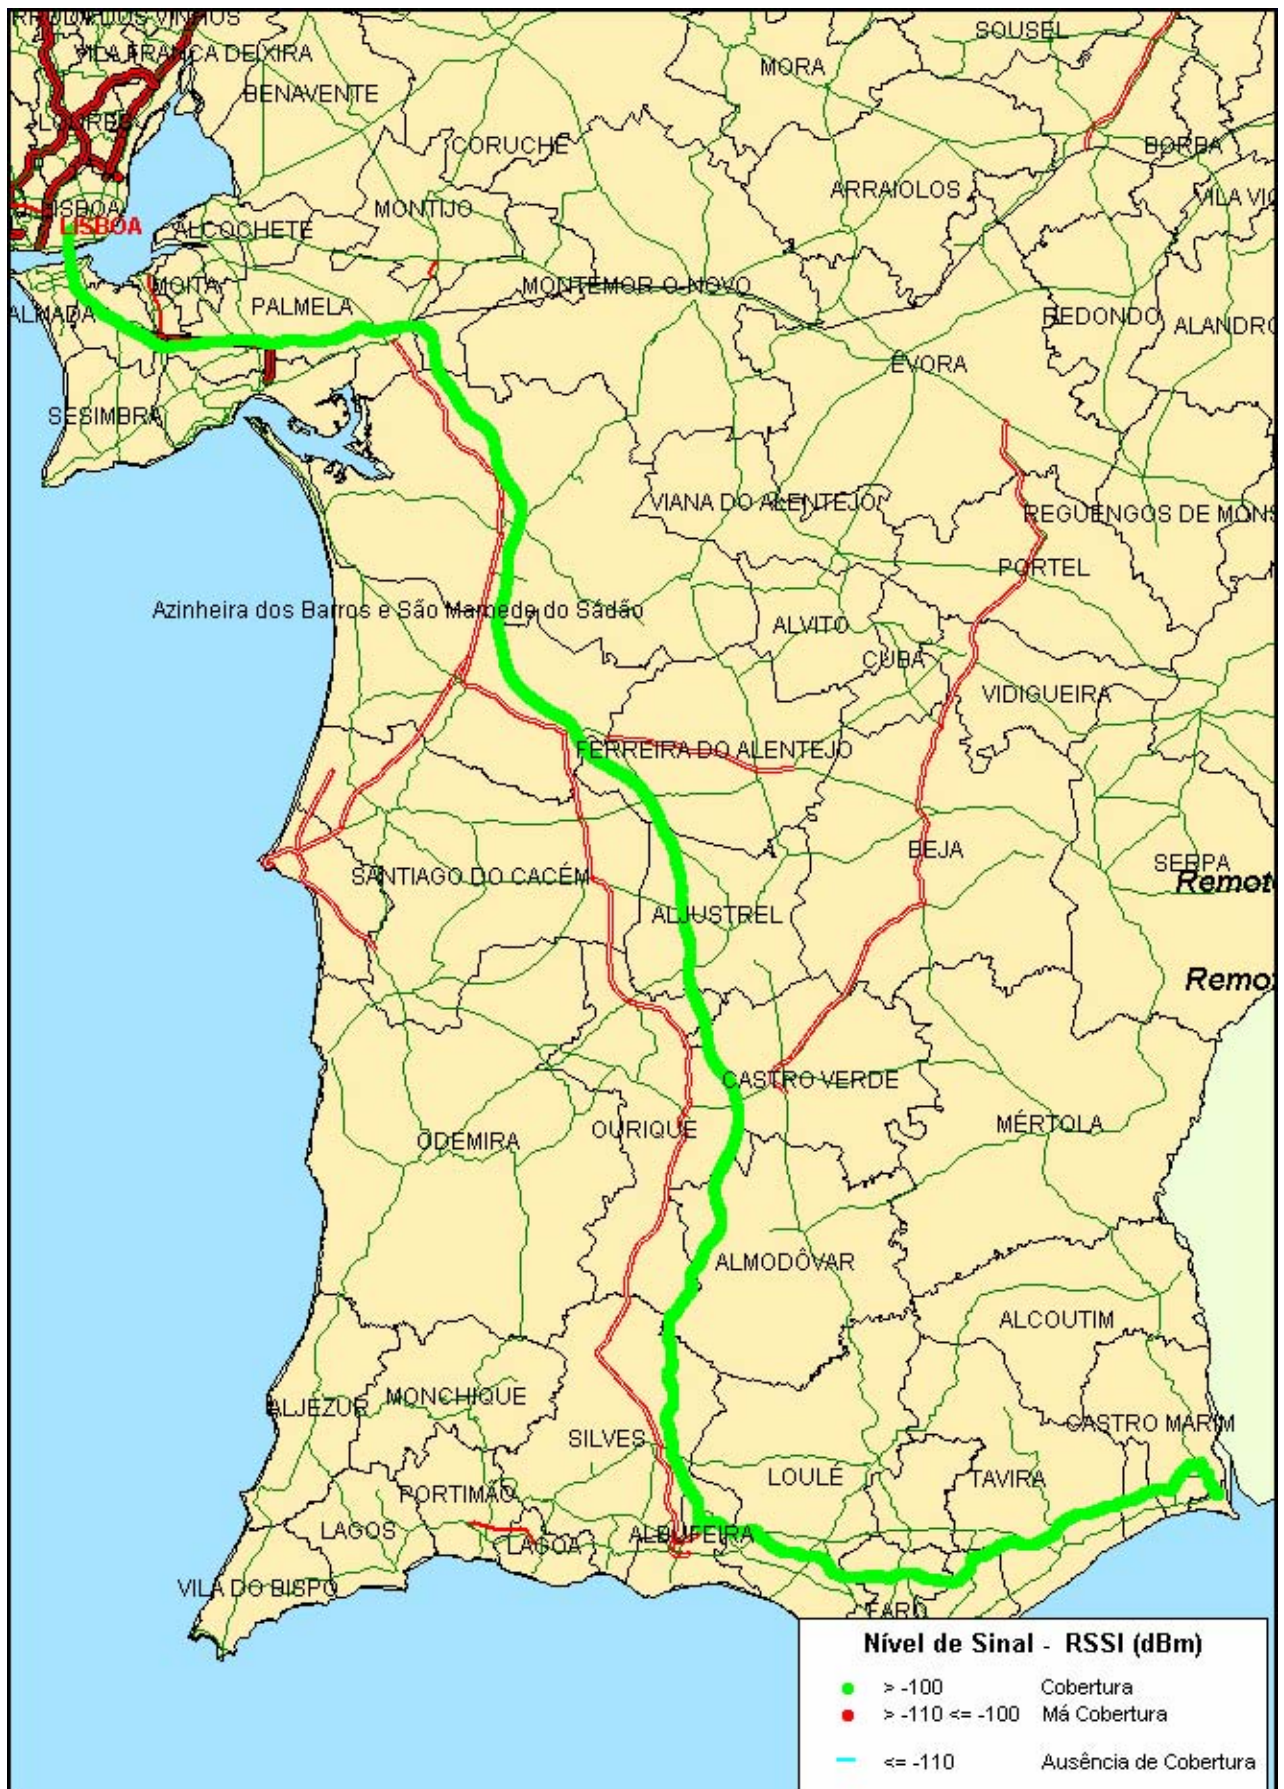 SOUSEL
VILA FRANCA DEIXIRA
MORA
BENAVENTE
LOURES
CORUCHE
BORBA
ARRAIOLOS
LISBOA
MONTIJO
LISBOA
ALCOCHETE
MOITA
MONTEMOR-O-NOVO
ALMADA
PALMELA
REDONDO
ÉVORA
SESIMBRA
VIANA DO ALENTEJO
REGUENGOS DE MONS
PORTEL
Azinheira dos Barros e São Mamede do Sádão
ALVITO
CUBA
VIDIGUEIRA
FERREIRA DO ALENTEJO
BEJA
SERPA
SANTIAGO DO CACÉM
ALJUSTREL
CASTRO VERDE
MÉRTOLA
ODEMIRA
OURIQUE
ALMODÔVAR
ALCOUTIM
ALJEZUR
MONCHIQUE
CASTRO MARIM
SILVES
LOULÉ
TAVIRA
PORTIMÃO
LAGOS
LAGOA
ALBUFEIRA
VILA DO BISPO
FARO
Nível de Sinal - RSSI (dBm)
> -100 Cobertura
> -110 <= -100 Má Cobertura
<= -110 Ausência de Cobertura